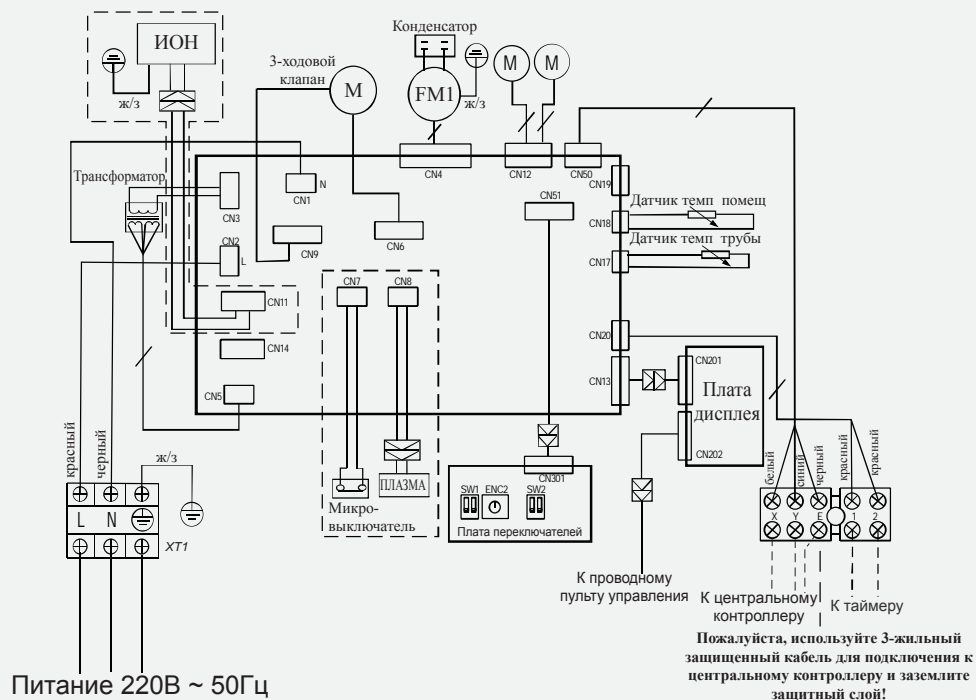 Конденсатор
ИОН
3-ходовой
клапан
М
FM1
М
М
ж/з
ж/з
Трансформатор
CN3
CN1
N
CN4
CN12
CN50
CN19
CN51
Датчик темп помещ
CN18
CN6
CN9
Датчик темп трубы
CN17
CN2
L
CN7
CN8
CN11
CN14
CN20
CN5
CN13
CN201
Плата
дисплея
CN202
красный
черный
ж/з
CN301
SW1
ENC2
SW2
Плата переключателей
ПЛАЗМА
Микро-
выключатель
белый
синий
черный
красный
красный
L
N
XT1
X
Y
E
1
2
К проводному
пульту управления
К центральному
контроллеру
К таймеру
Пожалуйста, используйте 3-жильный
защищенный кабель для подключения к
центральному контроллеру и заземлите
защитный слой!
Питание 220В ~ 50Гц